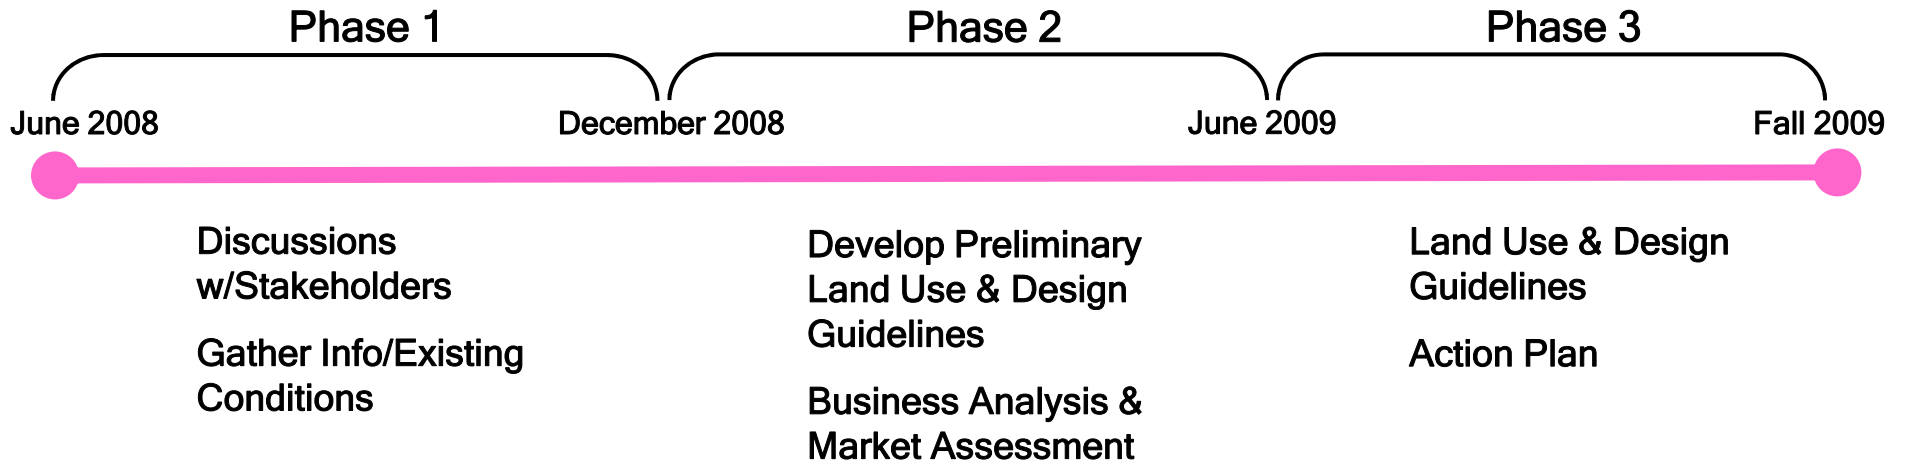 Phase 1
Phase 2
Phase 3
June 2008
December 2008
June 2009
Fall 2009
Discussions
w/Stakeholders
Gather Info/Existing
Conditions
Develop Preliminary
Land Use & Design
Guidelines
Business Analysis &
Market Assessment
Land Use & Design
Guidelines
Action Plan